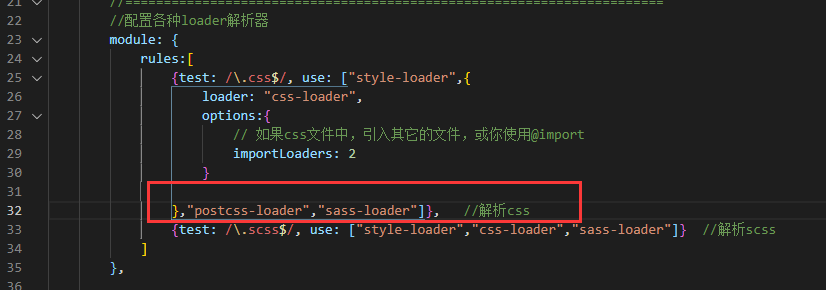 21 //==================================================================
22 //配置各种loader解析器
23 module: {
24 rules:[
25 {test: /\.css$/, use: ["style-loader",{
26 loader: "css-loader",
27 options:{
28 // 如果css文件中，引入其它的文件，或你使用@import
29 importLoaders: 2
30 }
31
32 },"postcss-loader","sass-loader"]}, //解析css
33 {test: /\.scss$/, use: ["style-loader","css-loader","sass-loader"]} //解析scss
34 ]
35 },
36